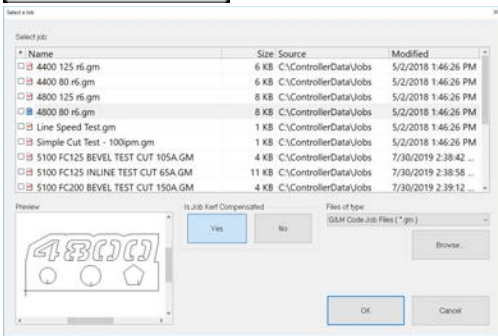 Select a Job
Select job:
* Name Size Source Modified
4400 125 r6.gm 6 KB C:\ControllerData\Jobs 5/2/2018 1:46:26 PM
4400 80 r6.gm 6 KB C:\ControllerData\Jobs 5/2/2018 1:46:26 PM
4800 125 r6.gm 8 KB C:\ControllerData\Jobs 5/2/2018 1:46:26 PM
4800 80 r6.gm 8 KB C:\ControllerData\Jobs 5/2/2018 1:46:26 PM
Line Speed Test.gm 1 KB C:\ControllerData\Jobs 5/2/2018 1:46:26 PM
Simple Cut Test - 100ipm.gm 1 KB C:\ControllerData\Jobs 5/2/2018 1:46:26 PM
5100 FC125 BEVEL TEST CUT 105A.GM 4 KB C:\ControllerData\Jobs 7/30/2019 2:38:42 ...
5100 FC125 INLINE TEST CUT 65A.GM 11 KB C:\ControllerData\Jobs 7/30/2019 2:38:58 ...
5100 FC200 BEVEL TEST CUT 150A.GM 4 KB C:\ControllerData\Jobs 7/30/2019 2:39:12 ...
Preview Is Job Kerf Compensated Files of type:
Yes No G&M Code Job Files ( *.gm )
4800
Browse...
OK Cancel